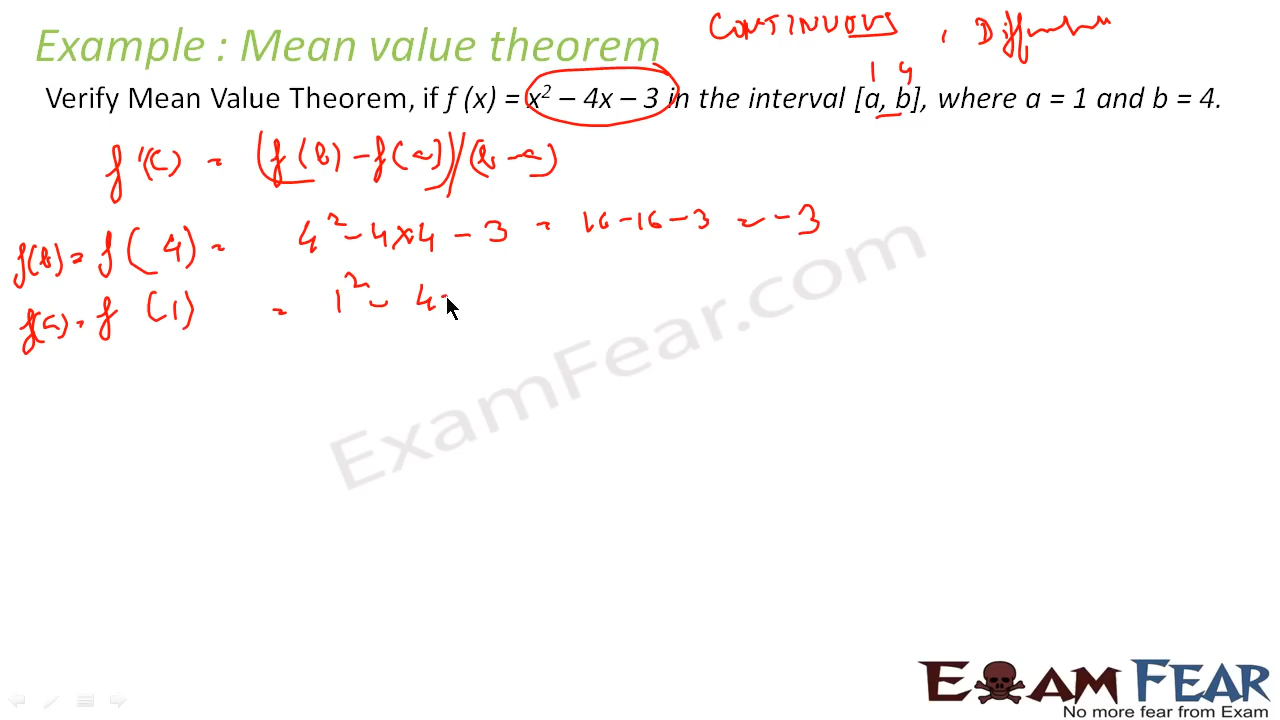 CONTINUOUS ,
Example : Mean value theorem
1 4
Verify Mean Value Theorem, if f (x) = x² – 4x – 3 in the interval [a, b], where a = 1 and b = 4.
f'(c) = (f(b) – f(a))/(b – a)
f(b) = f(4) = 4² – 4×4 – 3 = 16 – 16 – 3 = – 3
f(a) = f(1) = 1² – 4
ExamFear.com
EXAM FEAR
No more fear from Exam